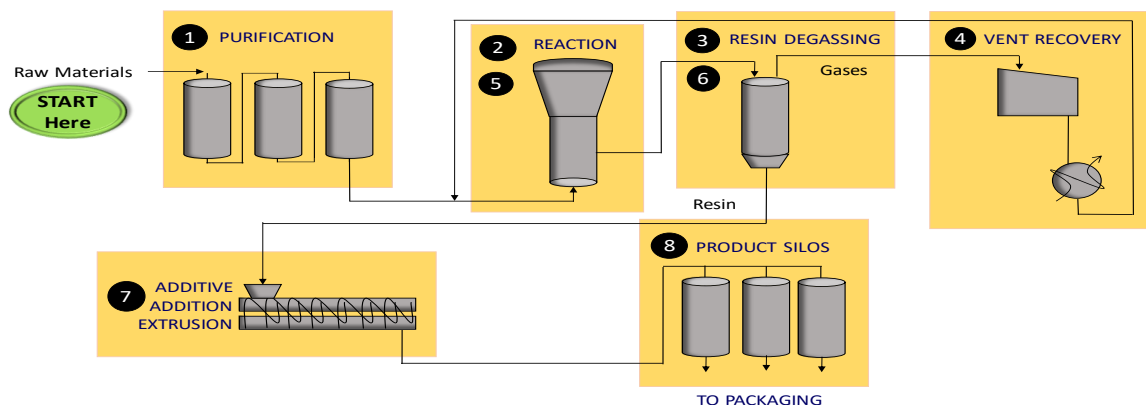 1 PURIFICATION
Raw Materials
START
Here
2 REACTION
5
3 RESIN DEGASSING
6
Gases
4 VENT RECOVERY
Resin
7 ADDITIVE
ADDITION
EXTRUSION
8 PRODUCT SILOS
TO PACKAGING